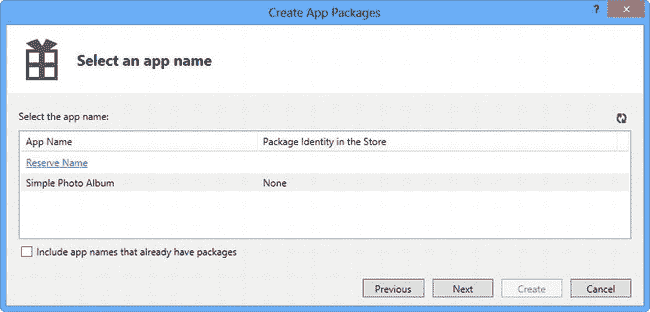 Create App Packages
?
Select an app name
Select the app name:
App Name Package Identity in the Store
Reserve Name
Simple Photo Album None
Include app names that already have packages
Previous Next Create Cancel